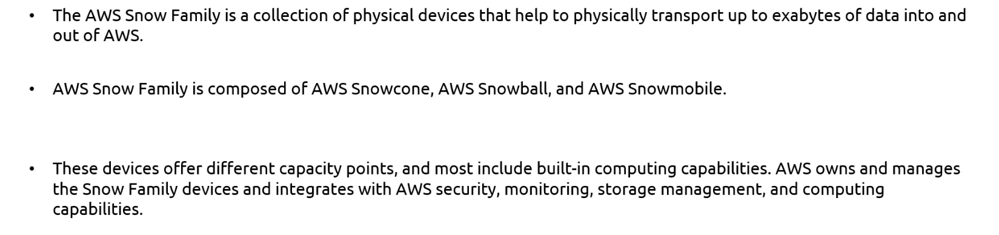 • The AWS Snow Family is a collection of physical devices that help to physically transport up to exabytes of data into and
out of AWS.
• AWS Snow Family is composed of AWS Snowcone, AWS Snowball, and AWS Snowmobile.
• These devices offer different capacity points, and most include built-in computing capabilities. AWS owns and manages
the Snow Family devices and integrates with AWS security, monitoring, storage management, and computing
capabilities.